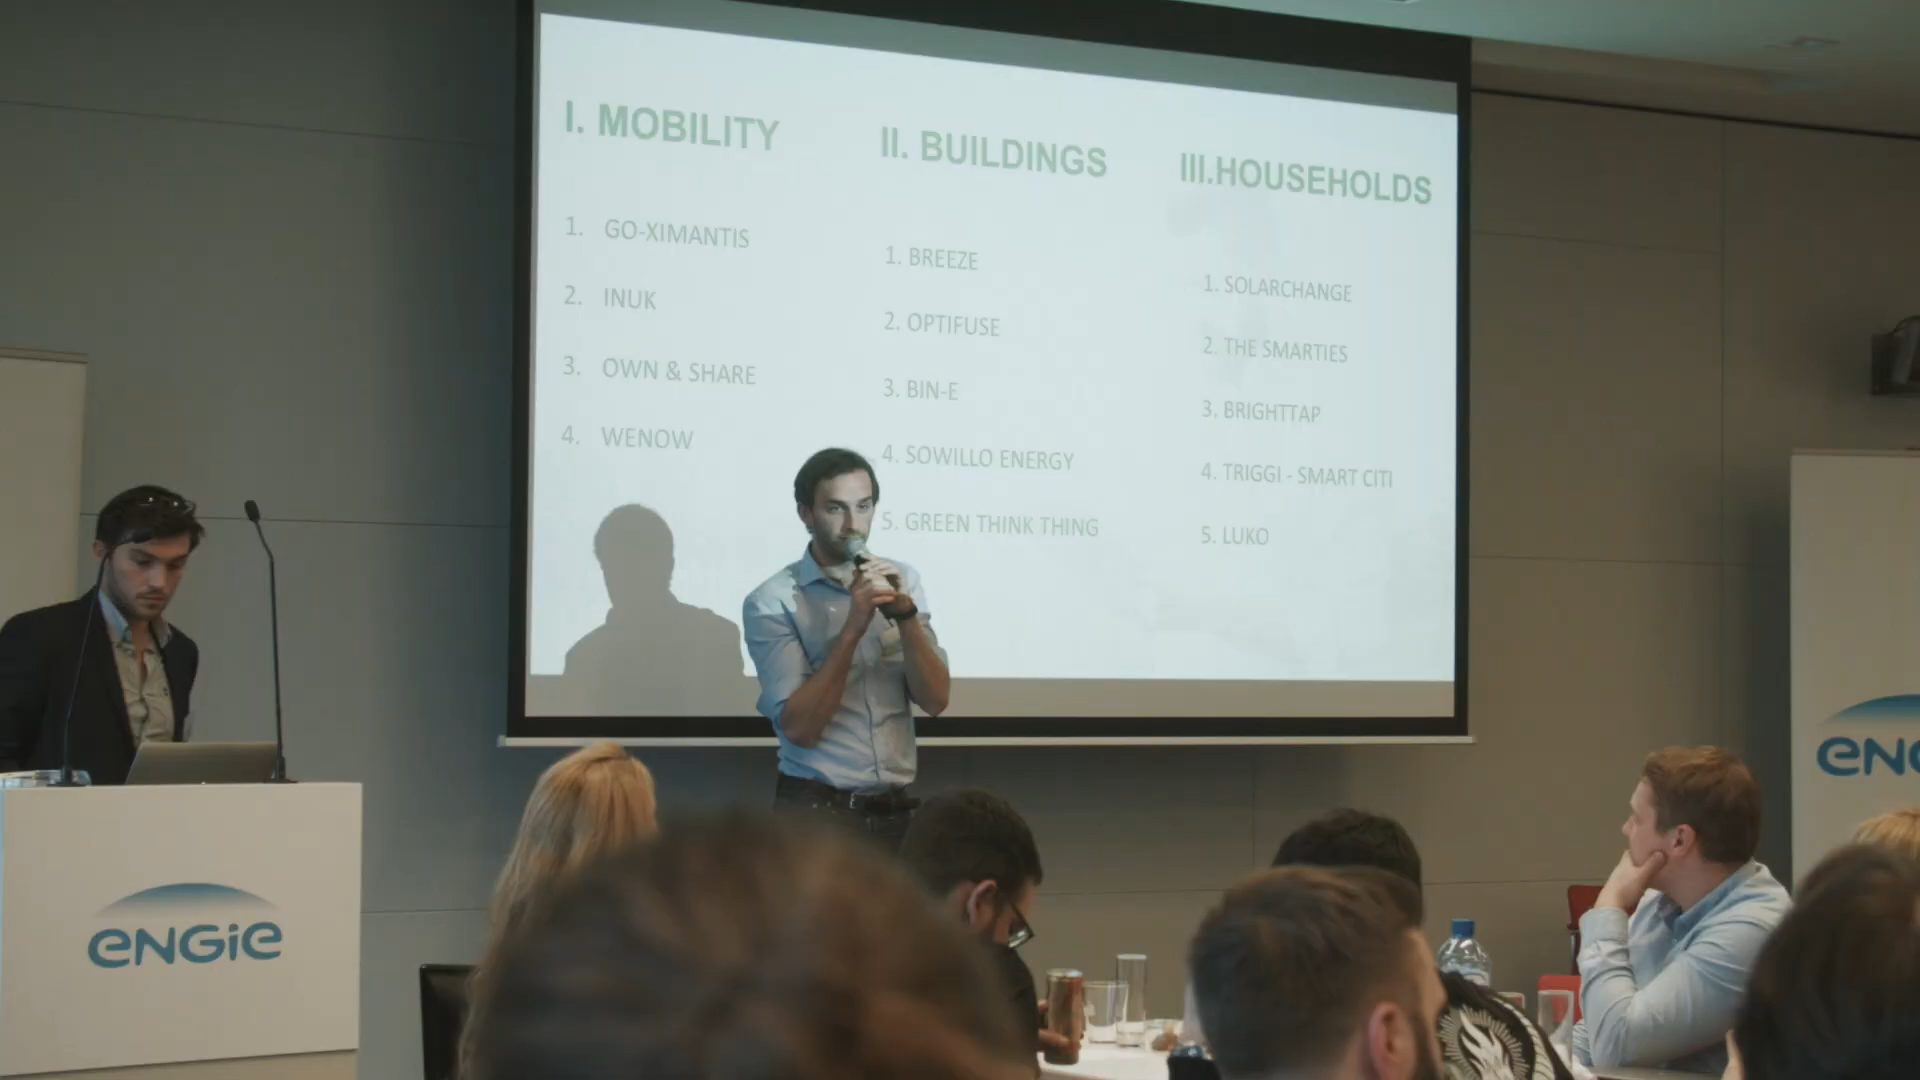 I. MOBILITY
1. GO-XIMANTIS
2. INUK
3. OWN & SHARE
4. WENOW
II. BUILDINGS
1. BREEZE
2. OPTIFUSE
3. BIN-E
4. SOWILLO ENERGY
5. GREEN THINK THING
III.HOUSEHOLDS
1. SOLARCHANGE
2. THE SMARTIES
3. BRIGHTTAP
4. TRIGGI - SMART CITI
5. LUKO
eNGie
eNG